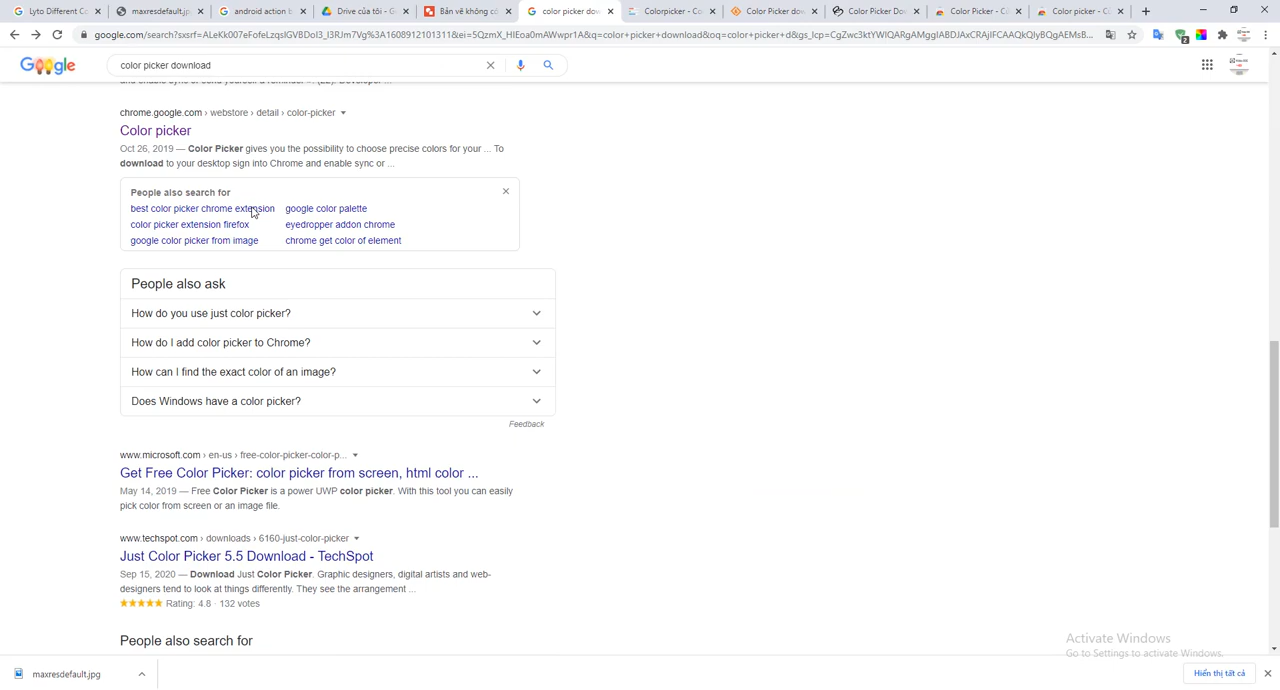 Lyto Different Co
maxresdefault.jp
android action b
Drive của tôi - G
Bản vẽ không có
color picker dow
Colorpicker - Co
Color Picker dow
Color Picker Do
Color Picker - C
Color picker - C
google.com/search?sxsrf=
q=color+picker+download&oq=color+picker+d&gs_lcp=
2
Google
color picker download
chrome.google.com › webstore › detail › color-picker
Color picker
Oct 26, 2019 — Color Picker gives you the possibility to choose precise colors for your ... To
download to your desktop sign into Chrome and enable sync or ...
People also search for
best color picker chrome extension
google color palette
color picker extension firefox
eyedropper addon chrome
google color picker from image
chrome get color of element
People also ask
How do you use just color picker?
How do I add color picker to Chrome?
How can I find the exact color of an image?
Does Windows have a color picker?
Feedback
www.microsoft.com › en-us › free-color-picker-color-p...
Get Free Color Picker: color picker from screen, html color ...
May 14, 2019 — Free Color Picker is a power UWP color picker. With this tool you can easily
pick color from screen or an image file.
www.techspot.com › downloads › 6160-just-color-picker
Just Color Picker 5.5 Download - TechSpot
Sep 15, 2020 — Download Just Color Picker. Graphic designers, digital artists and web-
designers tend to look at things differently. They see the arrangement ...
Rating: 4.8 · 132 votes
People also search for
Activate Windows
Go to Settings to activate Windows.
maxresdefault.jpg
Hiển thị tất cả